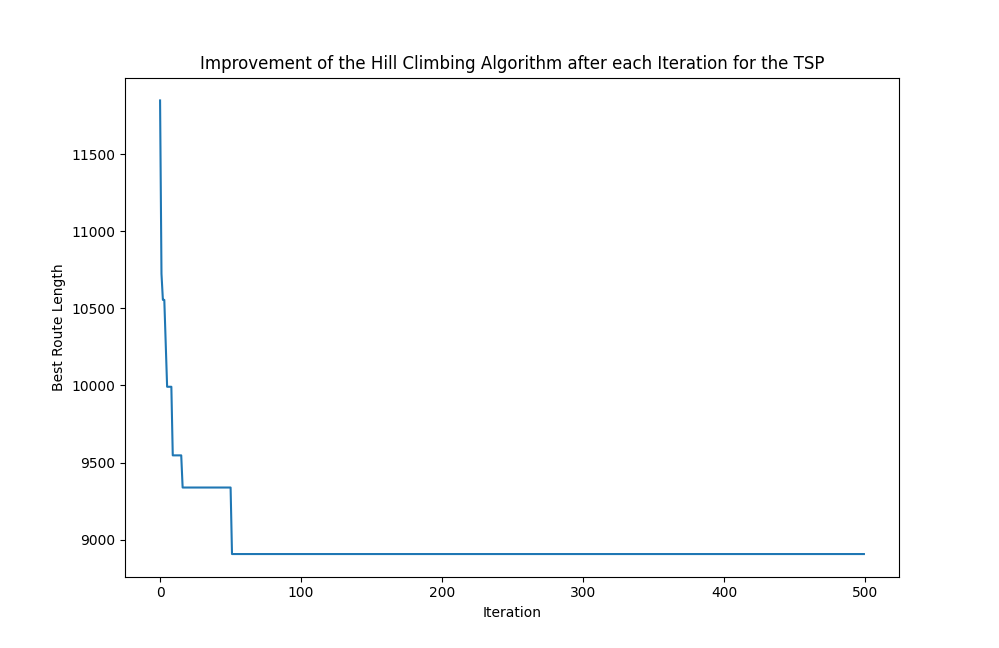 Improvement of the Hill Climbing Algorithm after each Iteration for the TSP
11500
11000
10500
10000
9500
9000
Best Route Length
0 100 200 300 400 500
Iteration